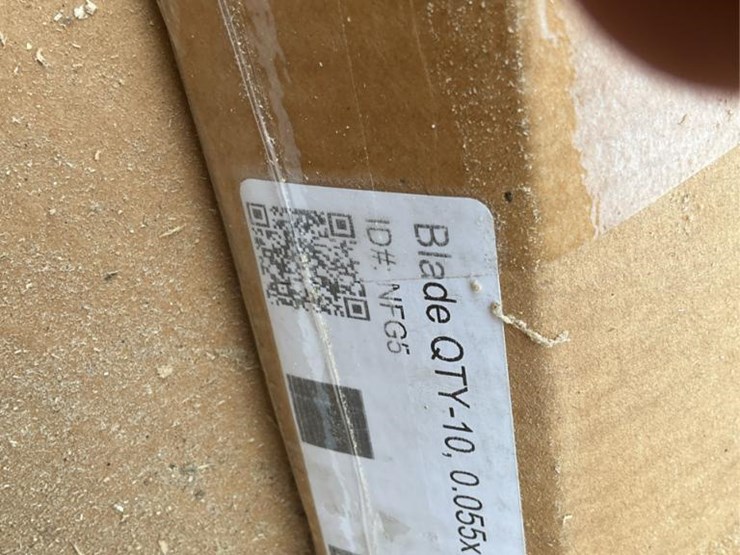 Blade QTY-10, 0.055x
ID#: NFG5